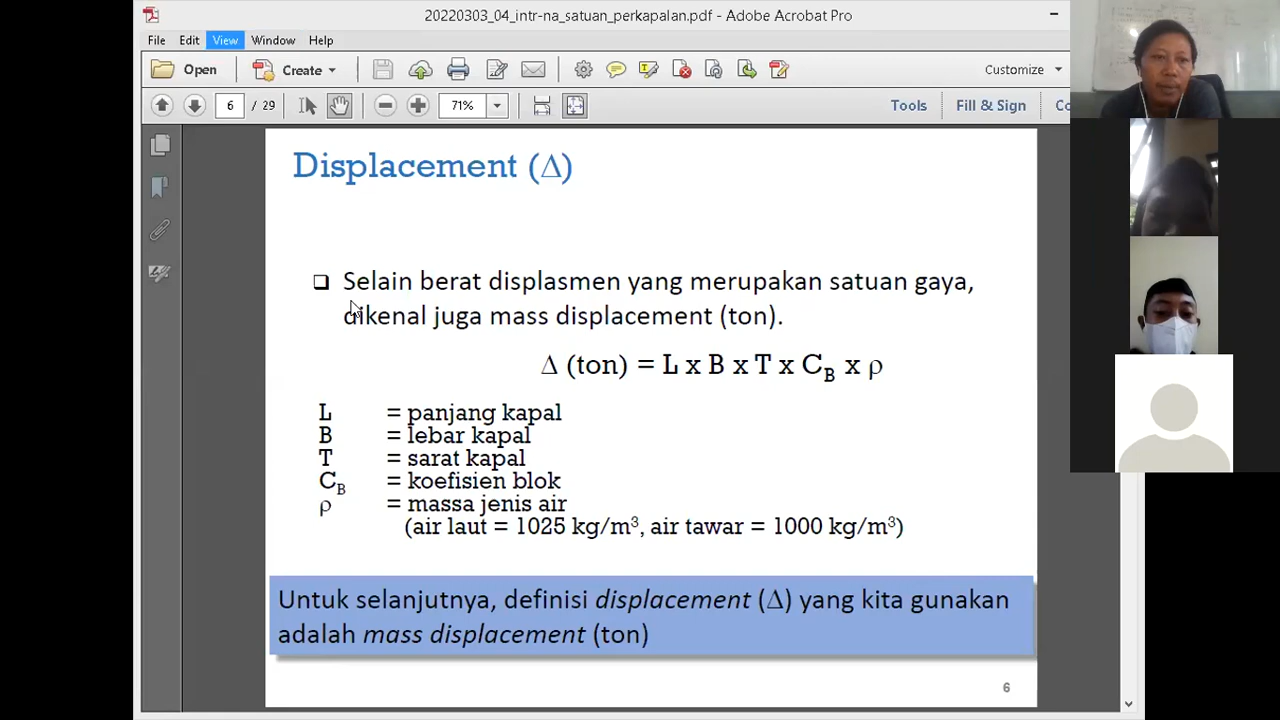 20220303_04_intr-na_satuan_perkapalan.pdf - Adobe Acrobat Pro
File Edit View Window Help
Open Create Customize
6 / 29 71% Tools Fill & Sign Co
Displacement (Δ)
❑ Selain berat displasmen yang merupakan satuan gaya,
dikenal juga mass displacement (ton).
Δ (ton) = L x B x T x C_B x ρ
L = panjang kapal
B = lebar kapal
T = sarat kapal
C_B = koefisien blok
ρ = massa jenis air
(air laut = 1025 kg/m³, air tawar = 1000 kg/m³)
Untuk selanjutnya, definisi displacement (Δ) yang kita gunakan
adalah mass displacement (ton)
6